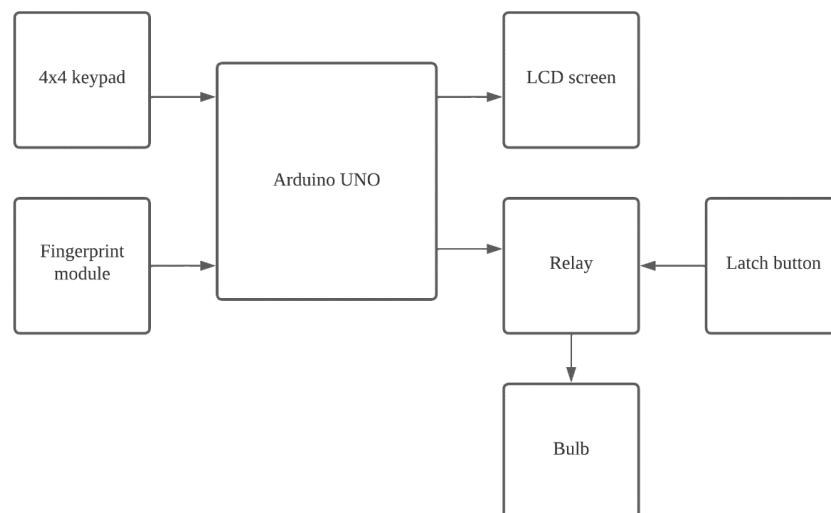 4x4 keypad
LCD screen
Arduino UNO
Fingerprint
module
Relay
Latch button
Bulb